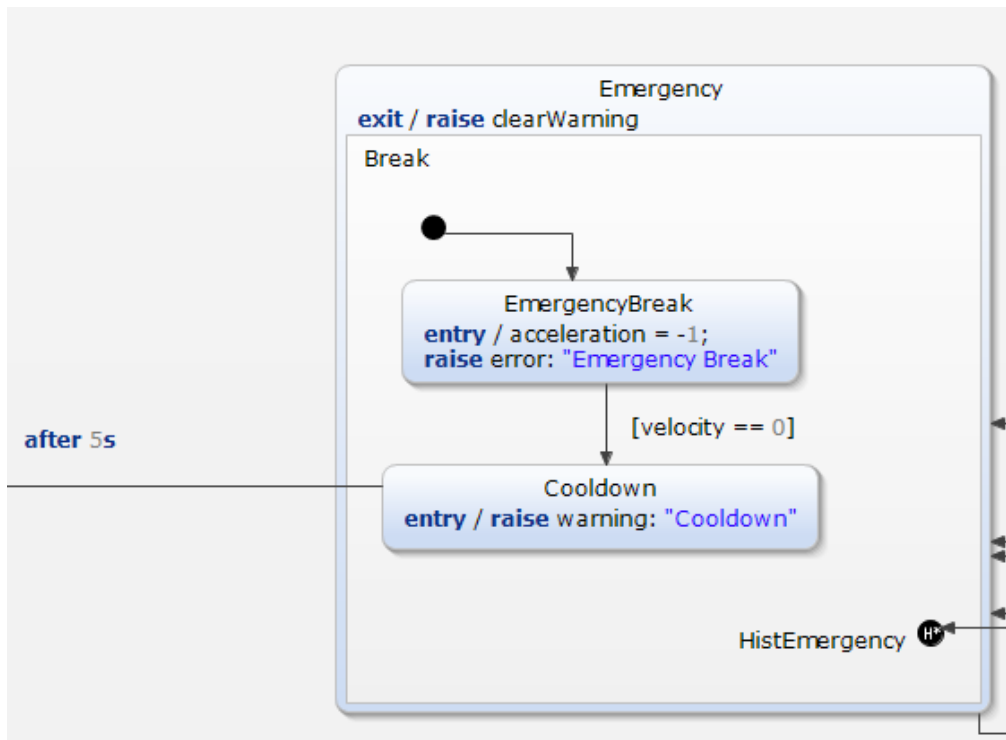 Emergency
exit / raise clearWarning
Break
EmergencyBreak
entry / acceleration = -1;
raise error: "Emergency Break"
[velocity == 0]
after 5s
Cooldown
entry / raise warning: "Cooldown"
HistEmergency
H*